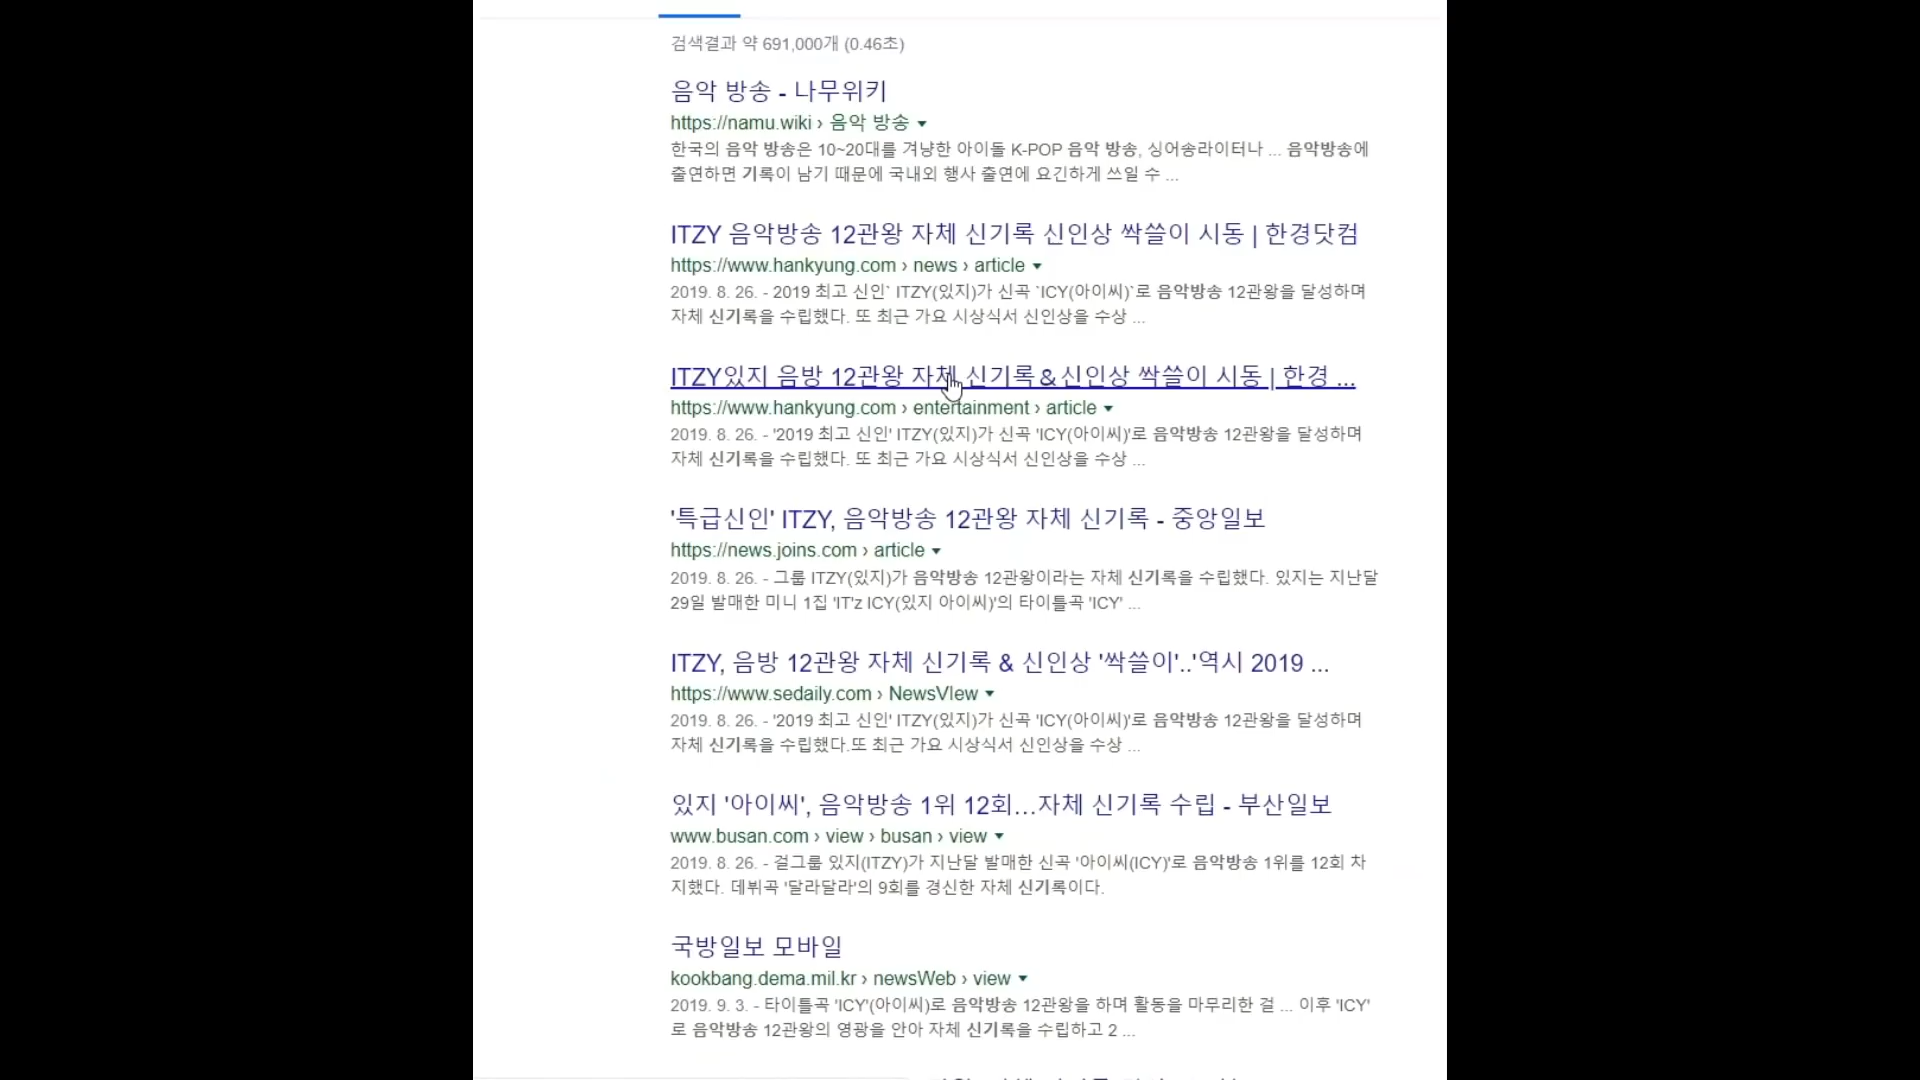 검색결과 약 691,000개 (0.46초)
음악 방송 - 나무위키
https://namu.wiki › 음악 방송
한국의 음악 방송은 10~20대를 겨냥한 아이돌 K-POP 음악 방송, 싱어송라이터나 ... 음악방송에
출연하면 기록이 남기 때문에 국내외 행사 출연에 요긴하게 쓰일 수 ...
ITZY 음악방송 12관왕 자체 신기록 신인상 싹쓸이 시동 | 한경닷컴
https://www.hankyung.com › news › article
2019. 8. 26. - 2019 최고 신인` ITZY(있지)가 신곡 `ICY(아이씨)`로 음악방송 12관왕을 달성하며
자체 신기록을 수립했다. 또 최근 가요 시상식서 신인상을 수상 ...
ITZY있지 음방 12관왕 자체 신기록&신인상 싹쓸이 시동 | 한경 ...
https://www.hankyung.com › entertainment › article
2019. 8. 26. - '2019 최고 신인' ITZY(있지)가 신곡 'ICY(아이씨)'로 음악방송 12관왕을 달성하며
자체 신기록을 수립했다. 또 최근 가요 시상식서 신인상을 수상 ...
'특급신인' ITZY, 음악방송 12관왕 자체 신기록 - 중앙일보
https://news.joins.com › article
2019. 8. 26. - 그룹 ITZY(있지)가 음악방송 12관왕이라는 자체 신기록을 수립했다. 있지는 지난달
29일 발매한 미니 1집 'IT'z ICY(있지 아이씨)'의 타이틀곡 'ICY' ...
ITZY, 음방 12관왕 자체 신기록 & 신인상 '싹쓸이'..'역시 2019 ...
https://www.sedaily.com › NewsVIew
2019. 8. 26. - '2019 최고 신인' ITZY(있지)가 신곡 'ICY(아이씨)'로 음악방송 12관왕을 달성하며
자체 신기록을 수립했다.또 최근 가요 시상식서 신인상을 수상 ...
있지 '아이씨', 음악방송 1위 12회…자체 신기록 수립 - 부산일보
www.busan.com › view › busan › view
2019. 8. 26. - 걸그룹 있지(ITZY)가 지난달 발매한 신곡 '아이씨(ICY)'로 음악방송 1위를 12회 차
지했다. 데뷔곡 '달라달라'의 9회를 경신한 자체 신기록이다.
국방일보 모바일
kookbang.dema.mil.kr › newsWeb › view
2019. 9. 3. - 타이틀곡 'ICY'(아이씨)로 음악방송 12관왕을 하며 활동을 마무리한 걸 ... 이후 'ICY'
로 음악방송 12관왕의 영광을 안아 자체 신기록을 수립하고 2 ...